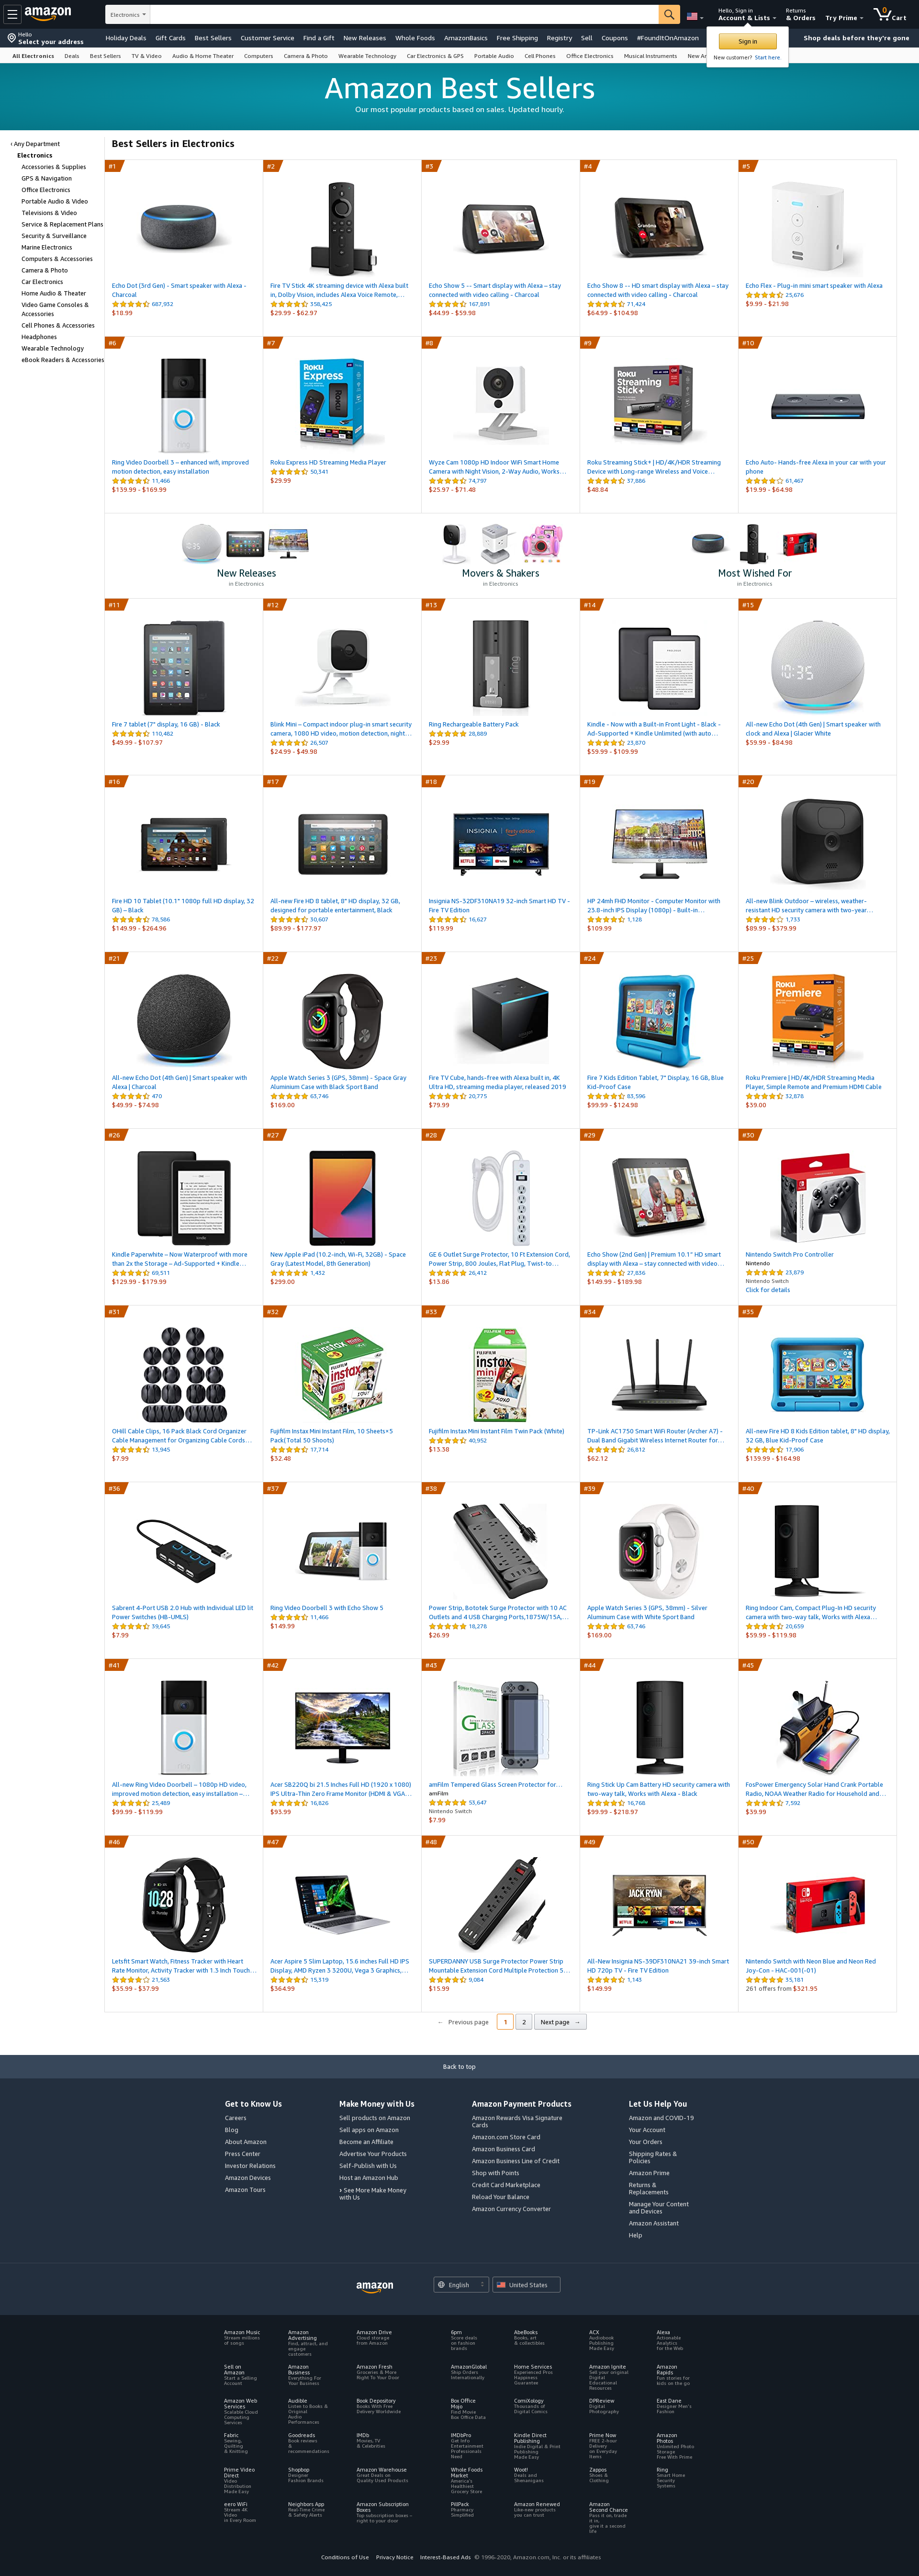 amazon
Electronics
Hello, Sign in
Account & Lists
Returns
& Orders
Try Prime
0
Cart
Hello
Select your address
Holiday Deals
Gift Cards
Best Sellers
Customer Service
Find a Gift
New Releases
Whole Foods
AmazonBasics
Free Shipping
Registry
Sell
Coupons
#FoundItOnAmazon
Shop deals before they're gone
Sign in
New customer? Start here.
All Electronics
Deals
Best Sellers
TV & Video
Audio & Home Theater
Computers
Camera & Photo
Wearable Technology
Car Electronics & GPS
Portable Audio
Cell Phones
Office Electronics
Musical Instruments
Amazon Best Sellers
Our most popular products based on sales. Updated hourly.
‹ Any Department
Electronics
Accessories & Supplies
GPS & Navigation
Office Electronics
Portable Audio & Video
Televisions & Video
Service & Replacement Plans
Security & Surveillance
Marine Electronics
Computers & Accessories
Camera & Photo
Car Electronics
Home Audio & Theater
Video Game Consoles &
Accessories
Cell Phones & Accessories
Headphones
Wearable Technology
eBook Readers & Accessories
Best Sellers in Electronics
#1
Echo Dot (3rd Gen) - Smart speaker with Alexa -
Charcoal
687,932
$18.99
#2
Fire TV Stick 4K streaming device with Alexa built
in, Dolby Vision, includes Alexa Voice Remote,…
358,425
$29.99 - $62.97
#3
Echo Show 5 -- Smart display with Alexa – stay
connected with video calling - Charcoal
167,891
$44.99 - $59.98
#4
Echo Show 8 -- HD smart display with Alexa – stay
connected with video calling - Charcoal
71,424
$64.99 - $104.98
#5
Echo Flex - Plug-in mini smart speaker with Alexa
25,676
$9.99 - $21.98
#6
Ring Video Doorbell 3 – enhanced wifi, improved
motion detection, easy installation
11,466
$139.99 - $169.99
#7
Roku Express HD Streaming Media Player
50,341
$29.99
#8
Wyze Cam 1080p HD Indoor WiFi Smart Home
Camera with Night Vision, 2-Way Audio, Works…
74,797
$25.97 - $71.48
#9
Roku Streaming Stick+ | HD/4K/HDR Streaming
Device with Long-range Wireless and Voice…
37,886
$48.84
#10
Echo Auto- Hands-free Alexa in your car with your
phone
61,467
$19.99 - $64.98
New Releases
in Electronics
Movers & Shakers
in Electronics
Most Wished For
in Electronics
#11
Fire 7 tablet (7" display, 16 GB) - Black
110,462
$49.99 - $107.97
#12
Blink Mini – Compact indoor plug-in smart security
camera, 1080 HD video, motion detection, night…
26,507
$24.99 - $49.98
#13
Ring Rechargeable Battery Pack
28,889
$29.99
#14
Kindle - Now with a Built-in Front Light - Black -
Ad-Supported + Kindle Unlimited (with auto…
23,870
$59.99 - $109.99
#15
All-new Echo Dot (4th Gen) | Smart speaker with
clock and Alexa | Glacier White
$59.99 - $84.98
#16
Fire HD 10 Tablet (10.1" 1080p full HD display, 32
GB) – Black
78,586
$149.99 - $264.96
#17
All-new Fire HD 8 tablet, 8" HD display, 32 GB,
designed for portable entertainment, Black
30,607
$89.99 - $177.97
#18
Insignia NS-32DF310NA19 32-inch Smart HD TV -
Fire TV Edition
16,627
$119.99
#19
HP 24mh FHD Monitor - Computer Monitor with
23.8-inch IPS Display (1080p) - Built-in…
1,128
$109.99
#20
All-new Blink Outdoor – wireless, weather-
resistant HD security camera with two-year…
1,733
$89.99 - $379.99
#21
All-new Echo Dot (4th Gen) | Smart speaker with
Alexa | Charcoal
470
$49.99 - $74.98
#22
Apple Watch Series 3 (GPS, 38mm) - Space Gray
Aluminium Case with Black Sport Band
63,746
$169.00
#23
Fire TV Cube, hands-free with Alexa built in, 4K
Ultra HD, streaming media player, released 2019
20,775
$79.99
#24
Fire 7 Kids Edition Tablet, 7" Display, 16 GB, Blue
Kid-Proof Case
83,596
$99.99 - $124.98
#25
Roku Premiere | HD/4K/HDR Streaming Media
Player, Simple Remote and Premium HDMI Cable
32,878
$39.00
#26
Kindle Paperwhite – Now Waterproof with more
than 2x the Storage – Ad-Supported + Kindle…
69,511
$129.99 - $179.99
#27
New Apple iPad (10.2-inch, Wi-Fi, 32GB) - Space
Gray (Latest Model, 8th Generation)
1,432
$299.00
#28
GE 6 Outlet Surge Protector, 10 Ft Extension Cord,
Power Strip, 800 Joules, Flat Plug, Twist-to…
26,412
$13.86
#29
Echo Show (2nd Gen) | Premium 10.1" HD smart
display with Alexa – stay connected with video…
27,836
$149.99 - $189.98
#30
Nintendo Switch Pro Controller
Nintendo
23,879
Nintendo Switch
Click for details
#31
OHill Cable Clips, 16 Pack Black Cord Organizer
Cable Management for Organizing Cable Cords…
13,945
$7.99
#32
Fujifilm Instax Mini Instant Film, 10 Sheets×5
Pack(Total 50 Shoots)
17,714
$32.48
#33
Fujifilm Instax Mini Instant Film Twin Pack (White)
40,952
$13.38
#34
TP-Link AC1750 Smart WiFi Router (Archer A7) -
Dual Band Gigabit Wireless Internet Router for…
26,812
$62.12
#35
All-new Fire HD 8 Kids Edition tablet, 8" HD display,
32 GB, Blue Kid-Proof Case
17,906
$139.99 - $164.98
#36
Sabrent 4-Port USB 2.0 Hub with Individual LED lit
Power Switches (HB-UMLS)
39,645
$7.99
#37
Ring Video Doorbell 3 with Echo Show 5
11,466
$149.99
#38
Power Strip, Bototek Surge Protector with 10 AC
Outlets and 4 USB Charging Ports,1875W/15A,…
18,278
$26.99
#39
Apple Watch Series 3 (GPS, 38mm) - Silver
Aluminum Case with White Sport Band
63,746
$169.00
#40
Ring Indoor Cam, Compact Plug-In HD security
camera with two-way talk, Works with Alexa…
20,659
$59.99 - $119.98
#41
All-new Ring Video Doorbell – 1080p HD video,
improved motion detection, easy installation –…
25,489
$99.99 - $119.99
#42
Acer SB220Q bi 21.5 Inches Full HD (1920 x 1080)
IPS Ultra-Thin Zero Frame Monitor (HDMI & VGA…
16,826
$93.99
#43
amFilm Tempered Glass Screen Protector for…
amFilm
53,647
Nintendo Switch
$7.99
#44
Ring Stick Up Cam Battery HD security camera with
two-way talk, Works with Alexa - Black
16,768
$99.99 - $218.97
#45
FosPower Emergency Solar Hand Crank Portable
Radio, NOAA Weather Radio for Household and…
7,592
$39.99
#46
Letsfit Smart Watch, Fitness Tracker with Heart
Rate Monitor, Activity Tracker with 1.3 Inch Touch…
21,563
$35.99 - $37.99
#47
Acer Aspire 5 Slim Laptop, 15.6 inches Full HD IPS
Display, AMD Ryzen 3 3200U, Vega 3 Graphics,…
15,319
$364.99
#48
SUPERDANNY USB Surge Protector Power Strip
Mountable Extension Cord Multiple Protection 5…
9,084
$15.99
#49
All-New Insignia NS-39DF310NA21 39-inch Smart
HD 720p TV - Fire TV Edition
1,143
$149.99
#50
Nintendo Switch with Neon Blue and Neon Red
Joy-Con - HAC-001(-01)
35,181
261 offers from $321.95
← Previous page
1
2
Next page →
Back to top
Get to Know Us
Careers
Blog
About Amazon
Press Center
Investor Relations
Amazon Devices
Amazon Tours
Make Money with Us
Sell products on Amazon
Sell apps on Amazon
Become an Affiliate
Advertise Your Products
Self-Publish with Us
Host an Amazon Hub
› See More Make Money
with Us
Amazon Payment Products
Amazon Rewards Visa Signature
Cards
Amazon.com Store Card
Amazon Business Card
Amazon Business Line of Credit
Shop with Points
Credit Card Marketplace
Reload Your Balance
Amazon Currency Converter
Let Us Help You
Amazon and COVID-19
Your Account
Your Orders
Shipping Rates &
Policies
Amazon Prime
Returns &
Replacements
Manage Your Content
and Devices
Amazon Assistant
Help
amazon
English
United States
Amazon Music
Stream millions
of songs
Amazon
Advertising
Find, attract, and
engage
customers
Amazon Drive
Cloud storage
from Amazon
6pm
Score deals
on fashion
brands
AbeBooks
Books, art
& collectibles
ACX
Audiobook
Publishing
Made Easy
Alexa
Actionable
Analytics
for the Web
Sell on
Amazon
Start a Selling
Account
Amazon
Business
Everything For
Your Business
Amazon Fresh
Groceries & More
Right To Your Door
AmazonGlobal
Ship Orders
Internationally
Home Services
Experienced Pros
Happiness
Guarantee
Amazon Ignite
Sell your original
Digital
Educational
Resources
Amazon
Rapids
Fun stories for
kids on the go
Amazon Web
Services
Scalable Cloud
Computing
Services
Audible
Listen to Books &
Original
Audio
Performances
Book Depository
Books With Free
Delivery Worldwide
Box Office
Mojo
Find Movie
Box Office Data
ComiXology
Thousands of
Digital Comics
DPReview
Digital
Photography
East Dane
Designer Men's
Fashion
Fabric
Sewing,
Quilting
& Knitting
Goodreads
Book reviews
&
recommendations
IMDb
Movies, TV
& Celebrities
IMDbPro
Get Info
Entertainment
Professionals
Need
Kindle Direct
Publishing
Indie Digital & Print
Publishing
Made Easy
Prime Now
FREE 2-hour
Delivery
on Everyday
Items
Amazon
Photos
Unlimited Photo
Storage
Free With Prime
Prime Video
Direct
Video
Distribution
Made Easy
Shopbop
Designer
Fashion Brands
Amazon Warehouse
Great Deals on
Quality Used Products
Whole Foods
Market
America's
Healthiest
Grocery Store
Woot!
Deals and
Shenanigans
Zappos
Shoes &
Clothing
Ring
Smart Home
Security
Systems
eero WiFi
Stream 4K
Video
in Every Room
Neighbors App
Real-Time Crime
& Safety Alerts
Amazon Subscription
Boxes
Top subscription boxes –
right to your door
PillPack
Pharmacy
Simplified
Amazon Renewed
Like-new products
you can trust
Amazon
Second Chance
Pass it on, trade
it in,
give it a second
life
Conditions of Use
Privacy Notice
Interest-Based Ads
© 1996-2020, Amazon.com, Inc. or its affiliates